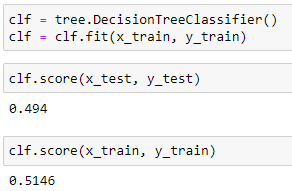 clf = tree.DecisionTreeClassifier()
clf = clf.fit(x_train, y_train)
clf.score(x_test, y_test)
0.494
clf.score(x_train, y_train)
0.5146